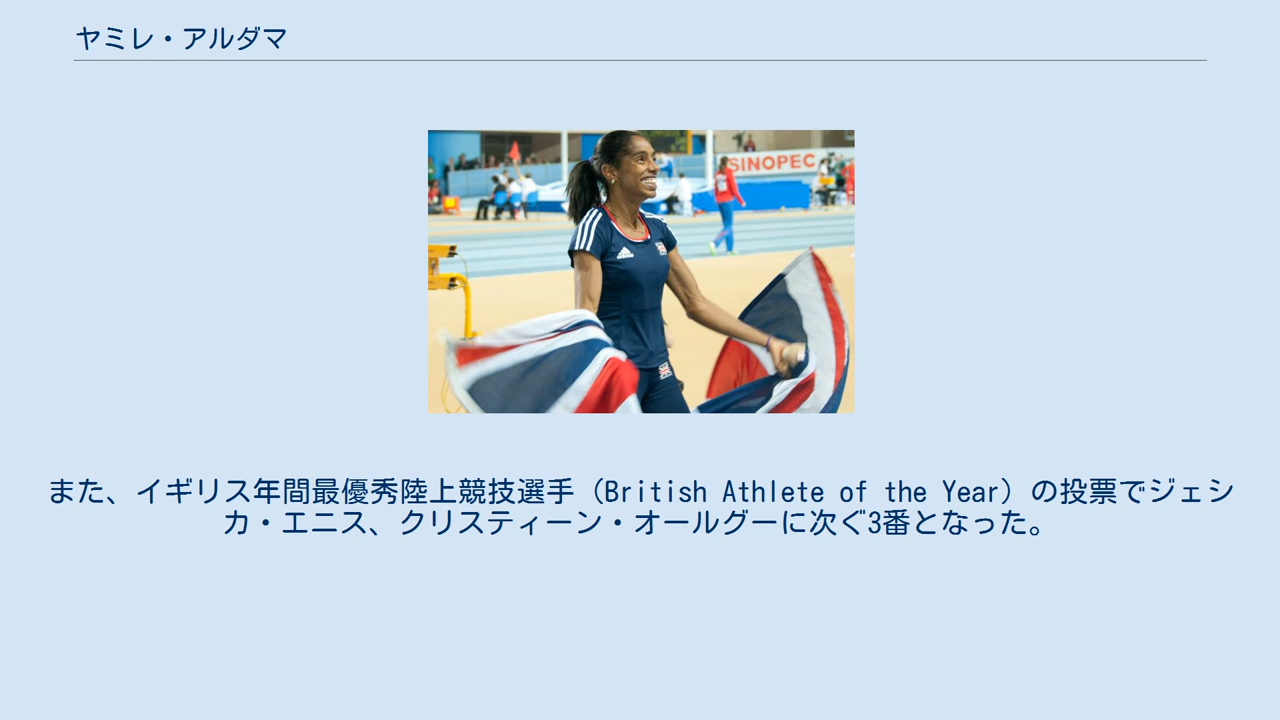 ヤミレ・アルダマ
SINOPEC
また、イギリス年間最優秀陸上競技選手（British Athlete of the Year）の投票でジェシ
カ・エニス、クリスティーン・オールグーに次ぐ3番となった。